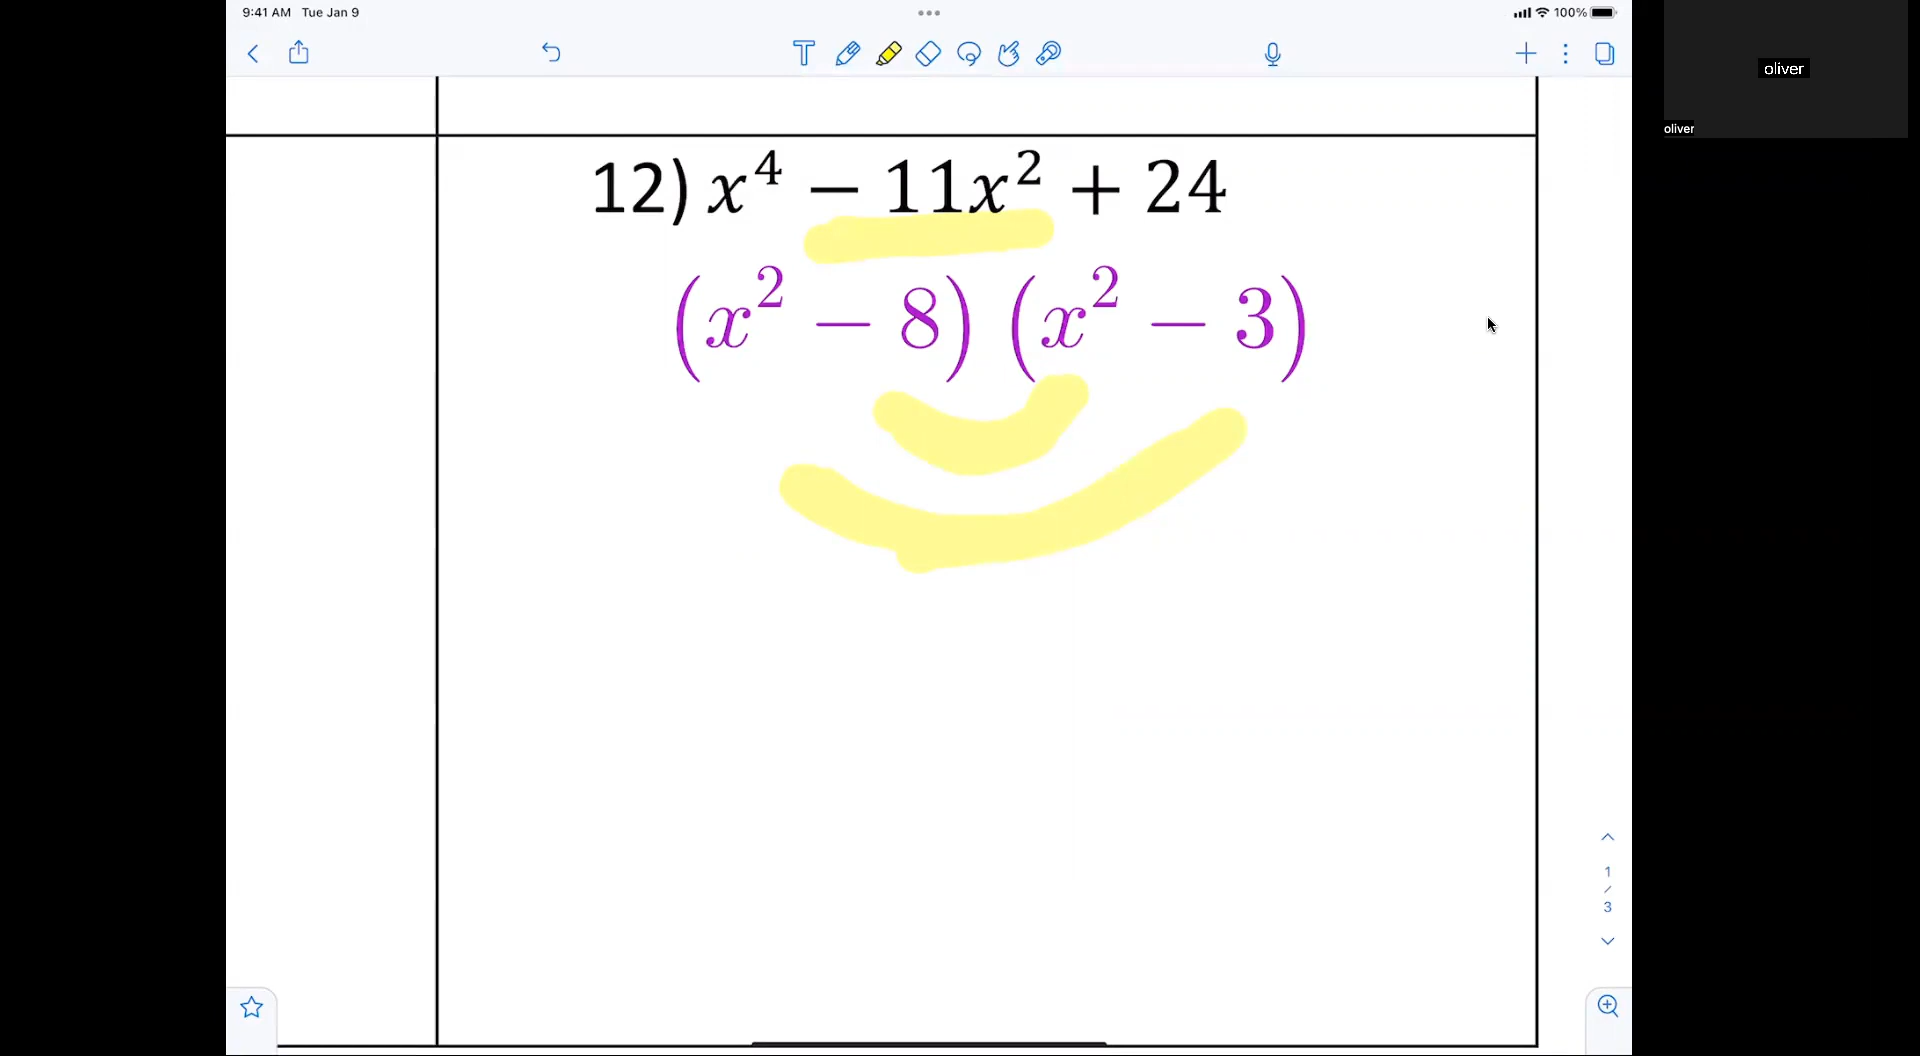 9:41 AM Tue Jan 9
100%
oliver
oliver
12) x⁴ − 11x² + 24
(x² − 8) (x² − 3)
1
/
3